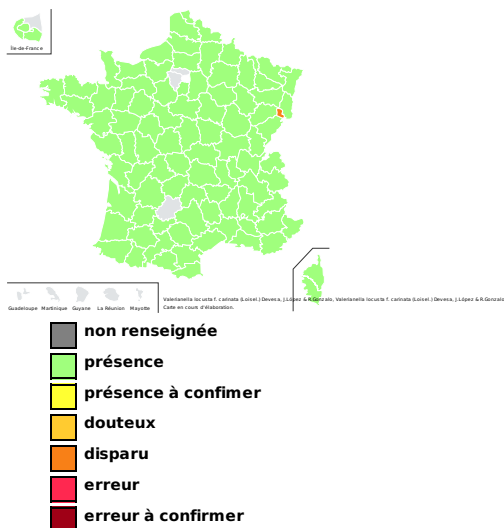 Île-de-France
Guadeloupe Martinique Guyane La Réunion Mayotte
Valerianella locusta f. carinata (Loisel.) Devesa, J.López & R.Gonzalo, Valerianella locusta f. carinata (Loisel.) Devesa, J.López & R.Gonzalo
Carte en cours d'élaboration.
non renseignée
présence
présence à confimer
douteux
disparu
erreur
erreur à confirmer